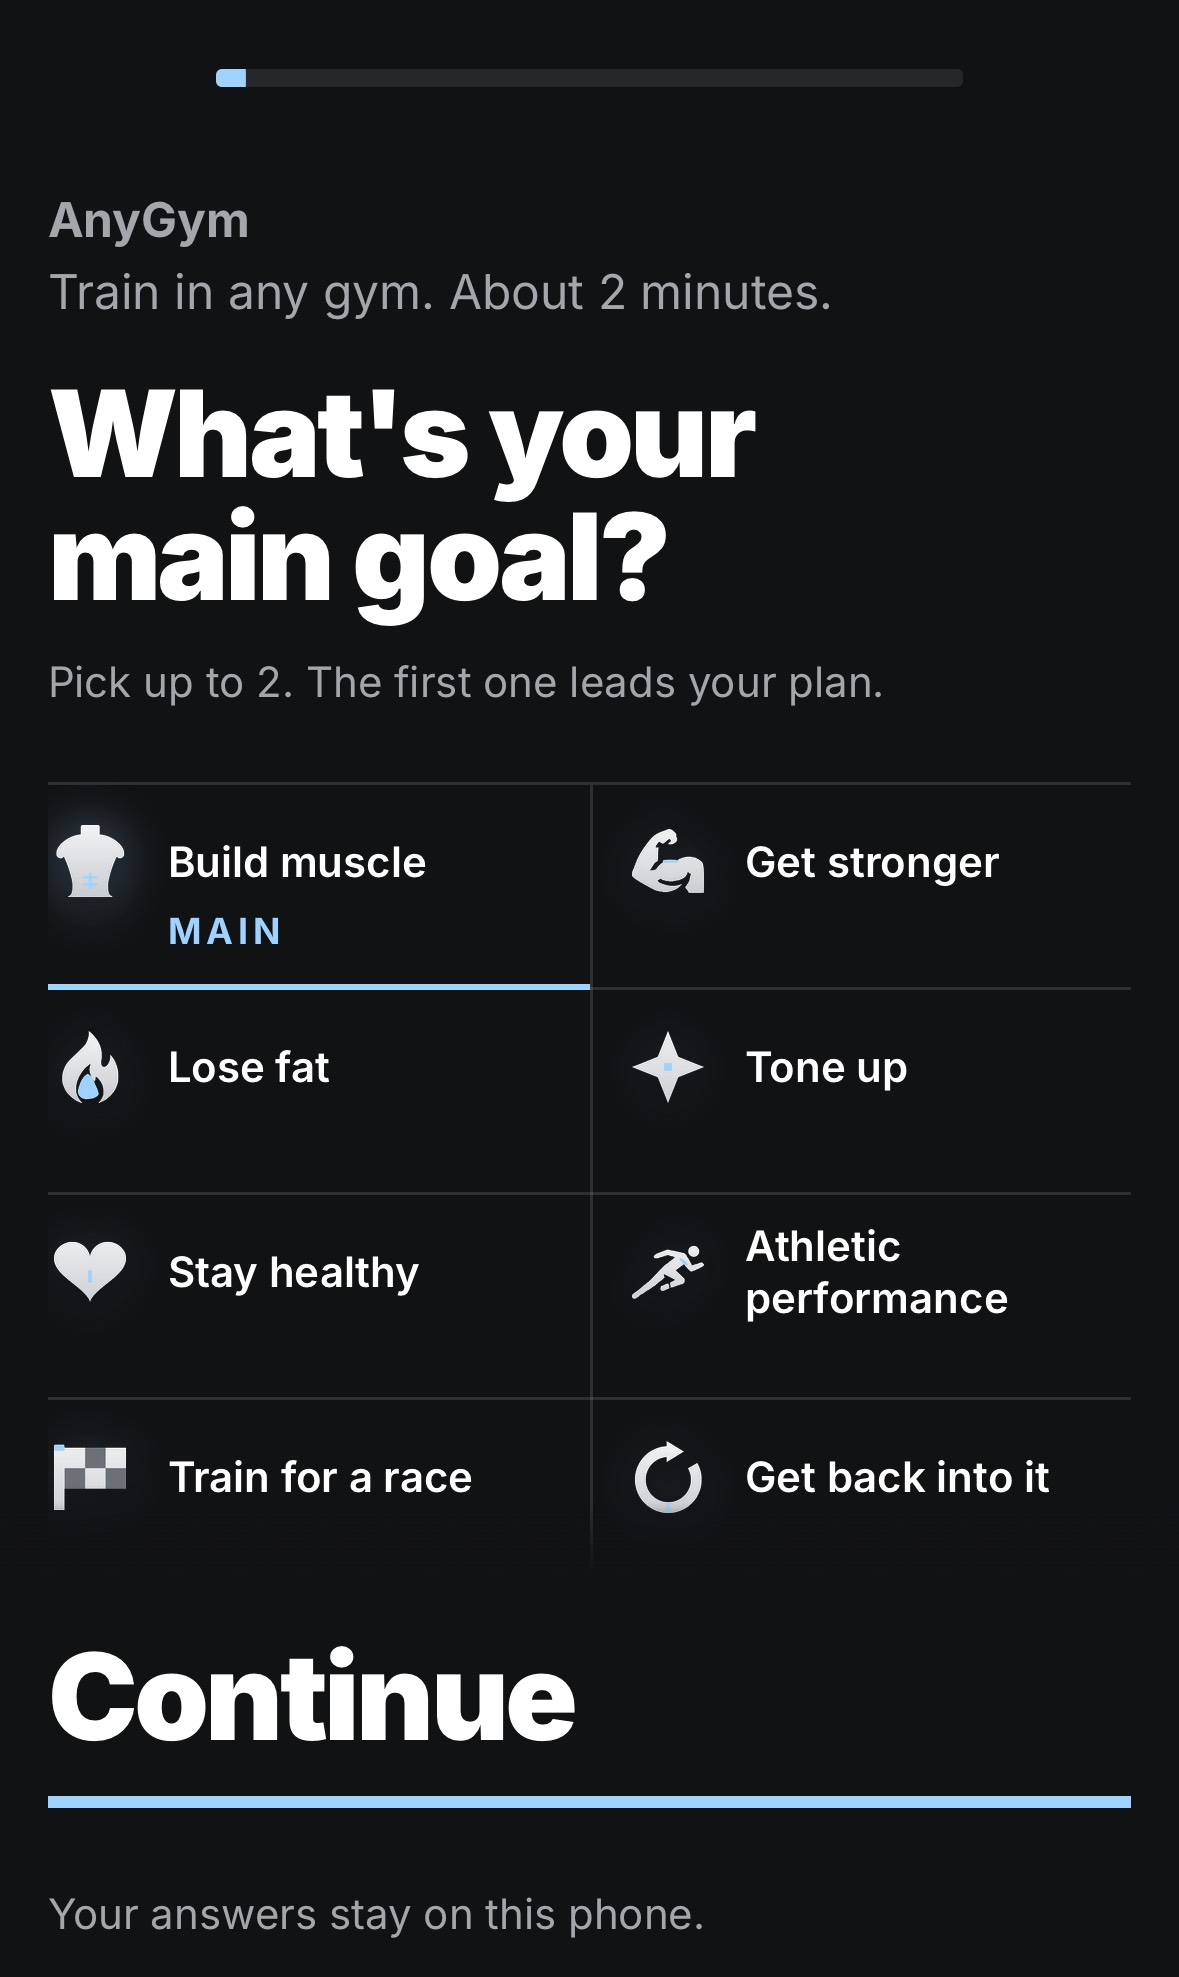 AnyGym
Train in any gym. About 2 minutes.
What's your
main goal?
Pick up to 2. The first one leads your plan.
Build muscle
MAIN
Get stronger
Lose fat
Tone up
Stay healthy
Athletic
performance
Train for a race
Get back into it
Continue
Your answers stay on this phone.